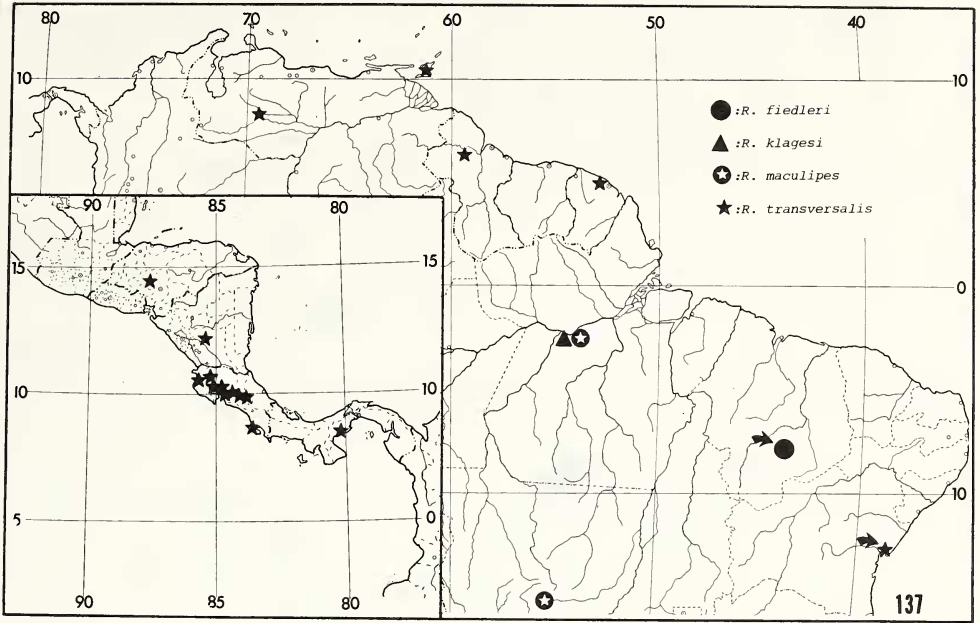 80 70 60 50 40
10 10
:R. fiedleri
:R. klagesi
:R. maculipes
:R. transversalis
90 85 80
15 15
0
10 10
10
5 0
90 85 80
137